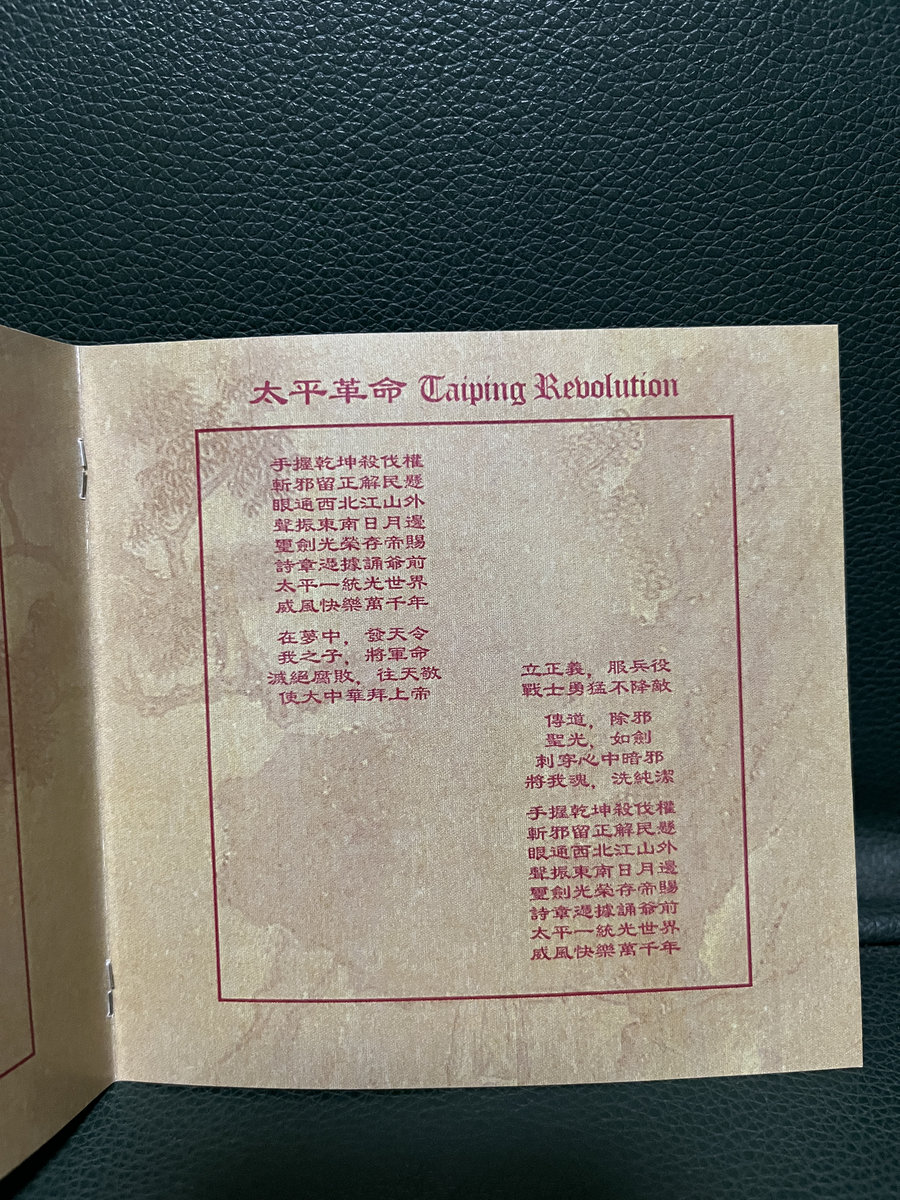 太平革命 Taiping Revolution
手握乾坤殺伐權
斬邪留正解民懸
眼通西北江山外
聲振東南日月邊
璽劍光榮存帝賜
詩章憑據誦爺前
太平一統光世界
威風快樂萬千年
在夢中，發天令
我之子，將軍命
滅絕腐敗，往天敬
使大中華拜上帝
立正義，服兵役
戰士勇猛不降敵
傳道，除邪
聖光，如劍
刺穿心中暗邪
將我魂，洗純潔
手握乾坤殺伐權
斬邪留正解民懸
眼通西北江山外
聲振東南日月邊
璽劍光榮存帝賜
詩章憑據誦爺前
太平一統光世界
威風快樂萬千年